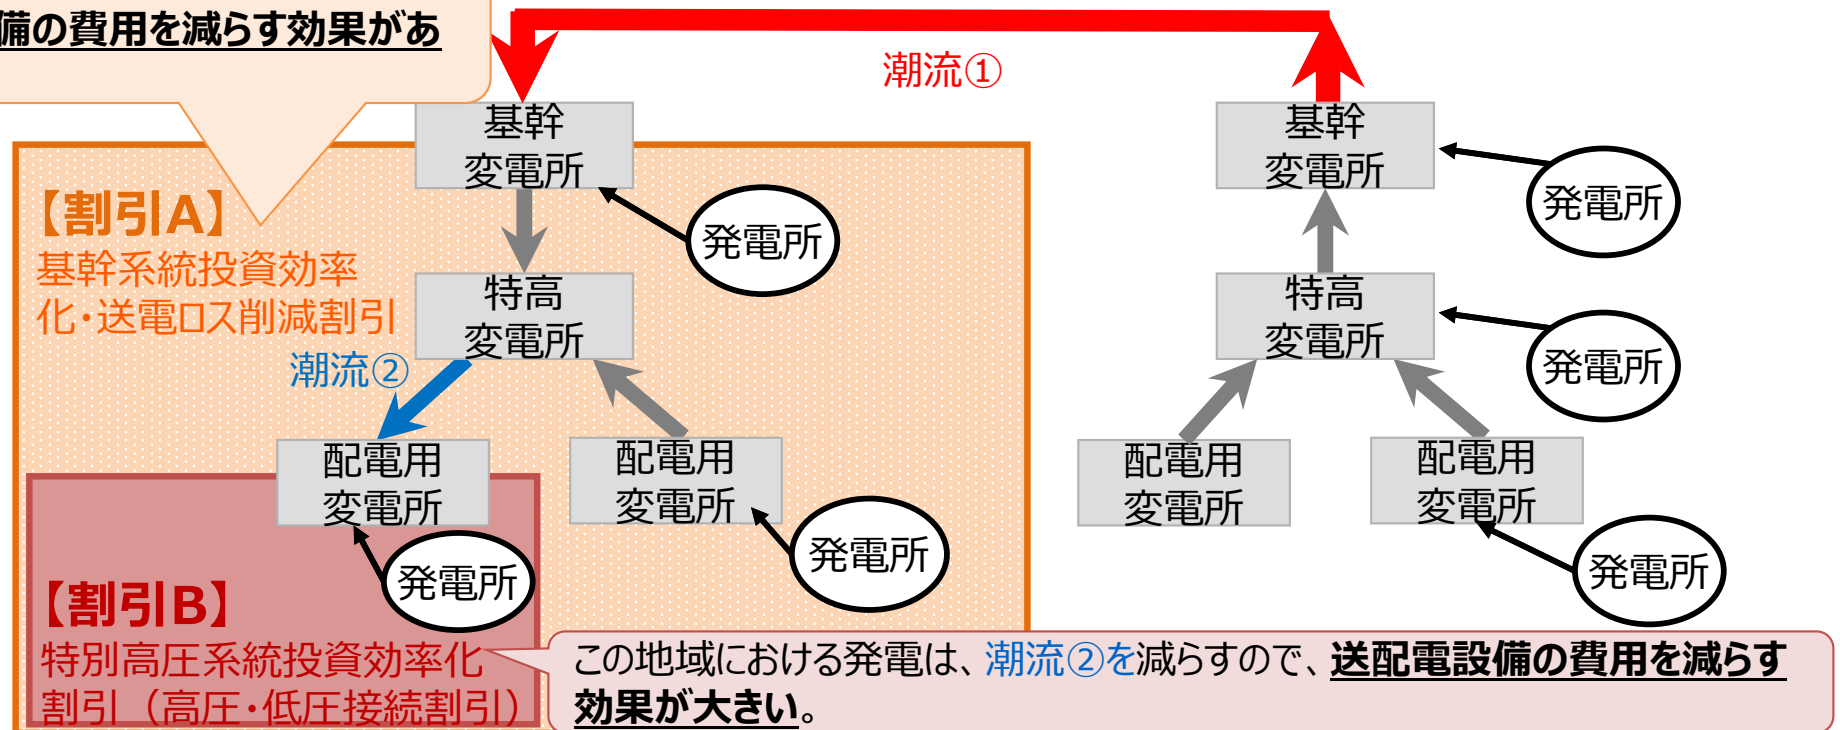 備の費用を減らす効果があ
潮流①
基幹
変電所
基幹
変電所
発電所
発電所
【割引A】
基幹系統投資効率
化・送電ロス削減割引
特高
変電所
特高
変電所
発電所
潮流②
配電用
変電所
配電用
変電所
配電用
変電所
配電用
変電所
発電所
発電所
発電所
【割引B】
特別高圧系統投資効率化
割引（高圧・低圧接続割引）
この地域における発電は、潮流②を減らすので、送配電設備の費用を減らす
効果が大きい。